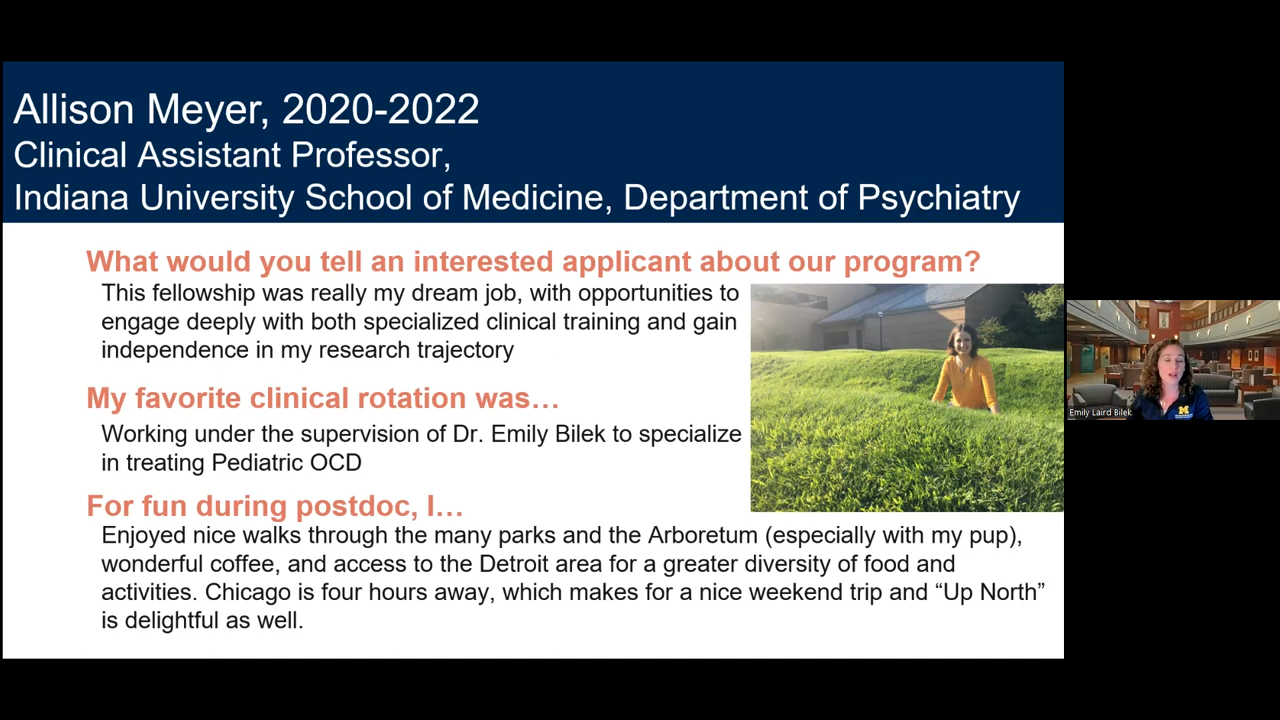 Allison Meyer, 2020-2022
Clinical Assistant Professor,
Indiana University School of Medicine, Department of Psychiatry
What would you tell an interested applicant about our program?
This fellowship was really my dream job, with opportunities to
engage deeply with both specialized clinical training and gain
independence in my research trajectory
My favorite clinical rotation was…
Working under the supervision of Dr. Emily Bilek to specialize
in treating Pediatric OCD
For fun during postdoc, I…
Enjoyed nice walks through the many parks and the Arboretum (especially with my pup),
wonderful coffee, and access to the Detroit area for a greater diversity of food and
activities. Chicago is four hours away, which makes for a nice weekend trip and “Up North”
is delightful as well.
Emily Laird Bilek
M